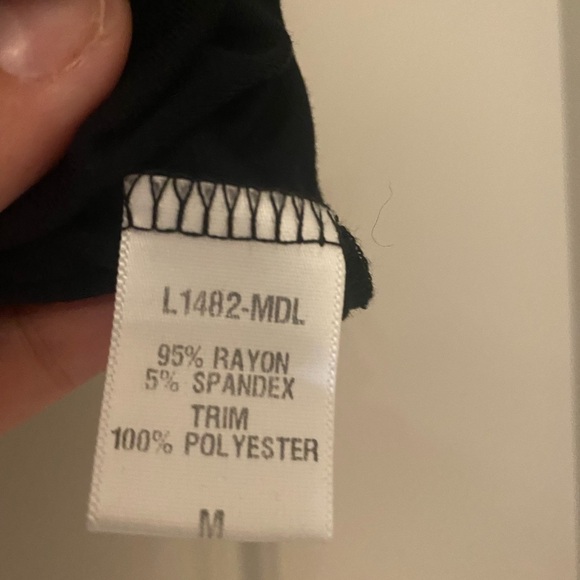 L1482-MDL
95% RAYON
5% SPANDEX
TRIM
100% POLYESTER
M